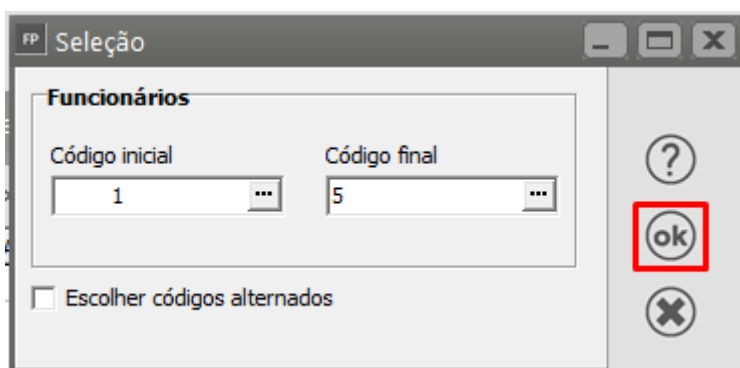 FP Seleção
Funcionários
Código inicial Código final
1 ... 5 ...
?
ok
Escolher códigos alternados